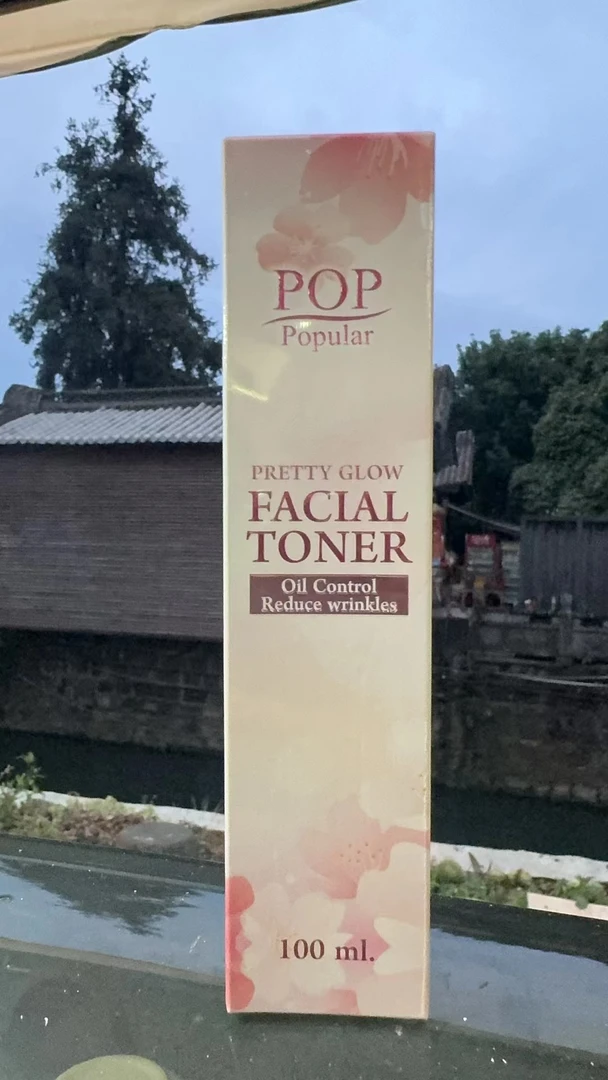 POP
Popular
PRETTY GLOW
FACIAL
TONER
Oil Control
Reduce wrinkles
100 ml.